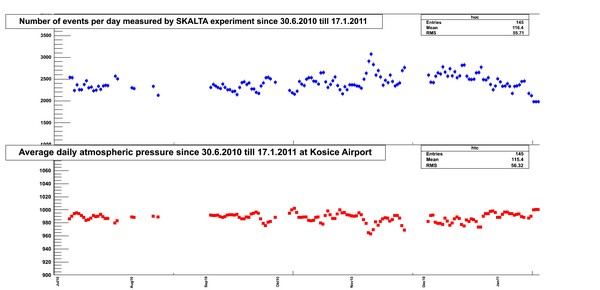 Number of events per day measured by SKALTA experiment since 30.6.2010 till 17.1.2011
Entries 145
Mean 116.4
RMS 55.71
3500
3000
2500
2000
1500
1000
Average daily atmospheric pressure since 30.6.2010 till 17.1.2011 at Kosice Airport
Entries 145
Mean 115.4
RMS 56.32
1060
1040
1020
1000
980
960
940
920
900
Jul10
Aug10
Sep10
Oct10
Nov10
Dec10
Jan11